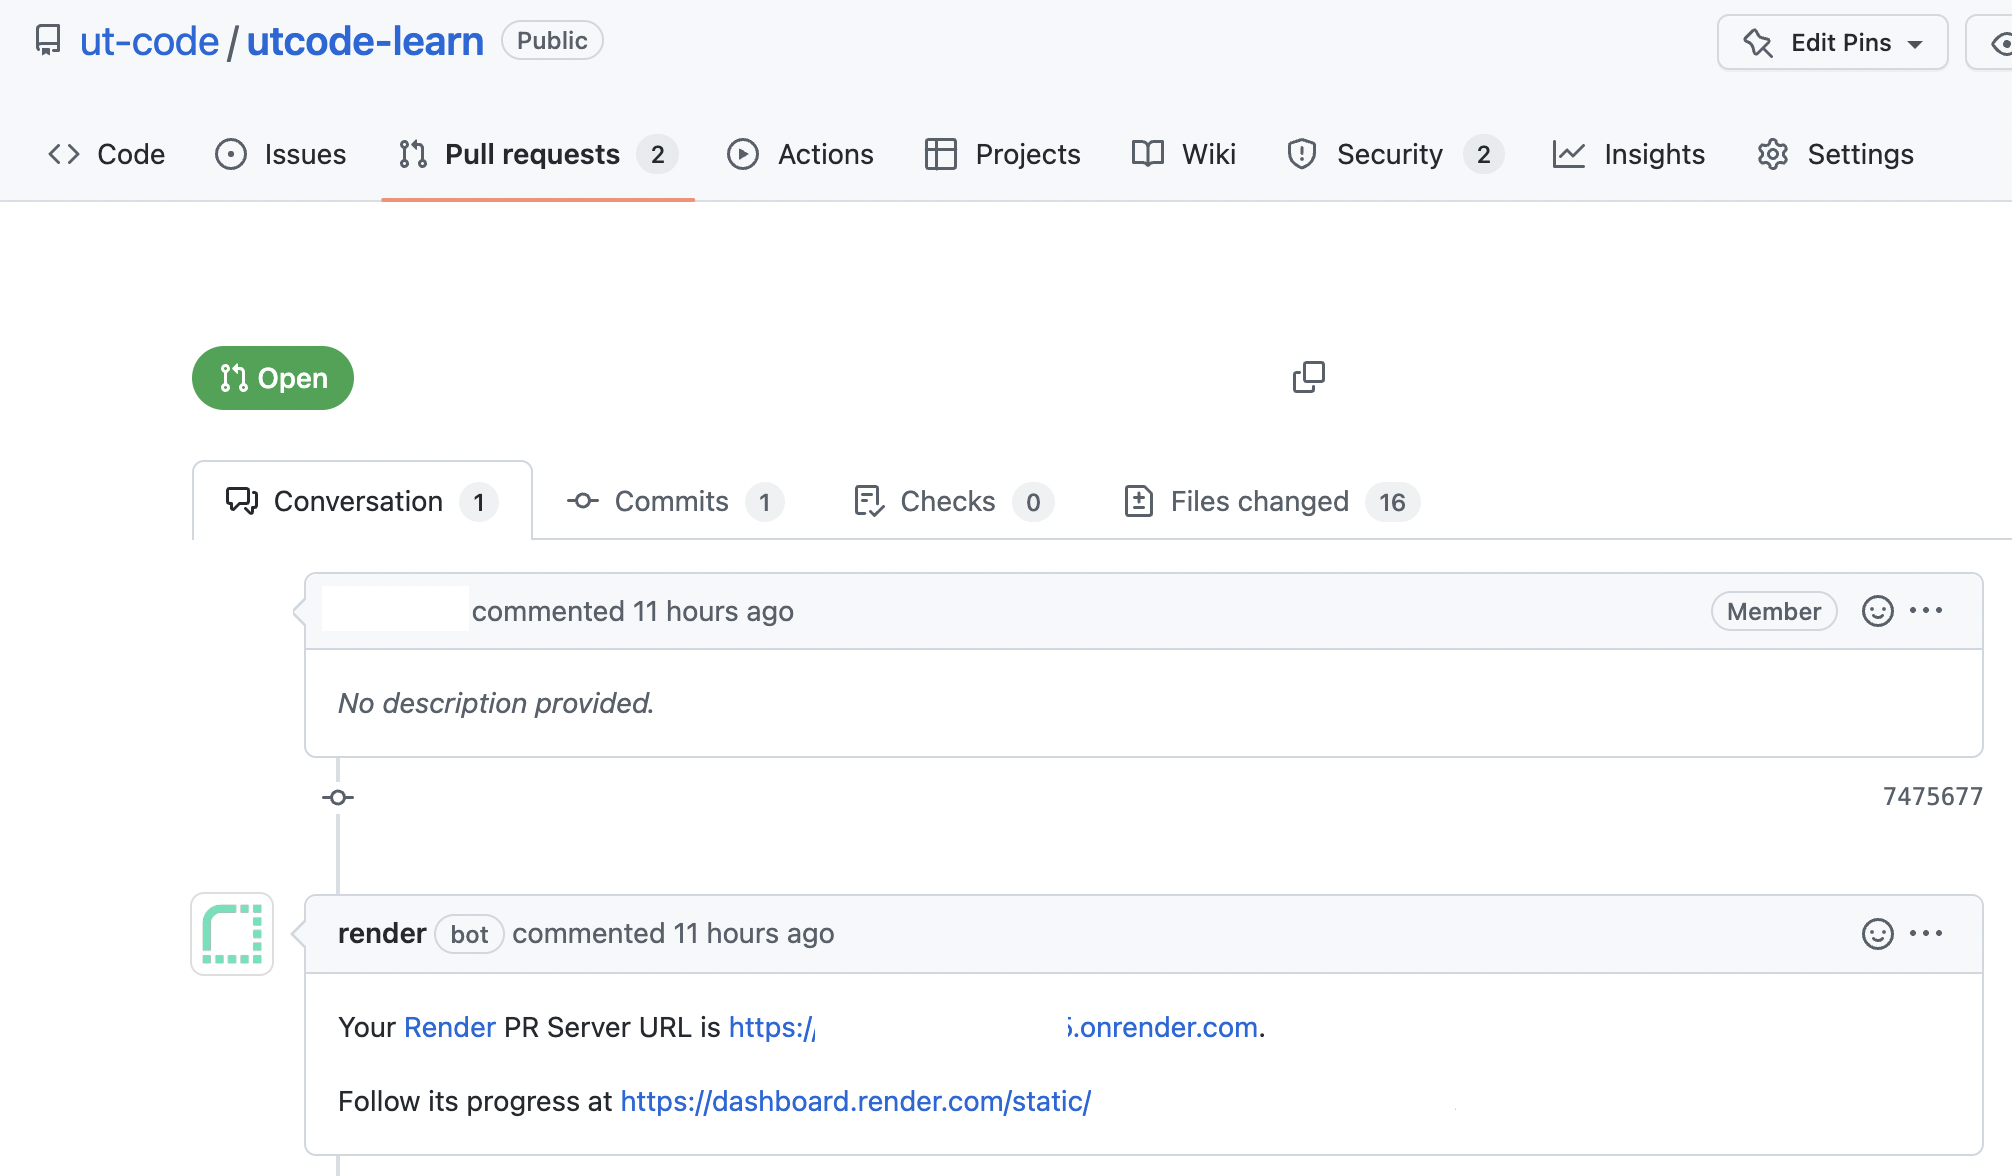 ut-code / utcode-learn Public Edit Pins
Code Issues Pull requests 2 Actions Projects Wiki Security 2 Insights Settings
Open
Conversation 1 Commits 1 Checks 0 Files changed 16
commented 11 hours ago Member
No description provided.
7475677
render bot commented 11 hours ago
Your Render PR Server URL is https:// .onrender.com.
Follow its progress at https://dashboard.render.com/static/